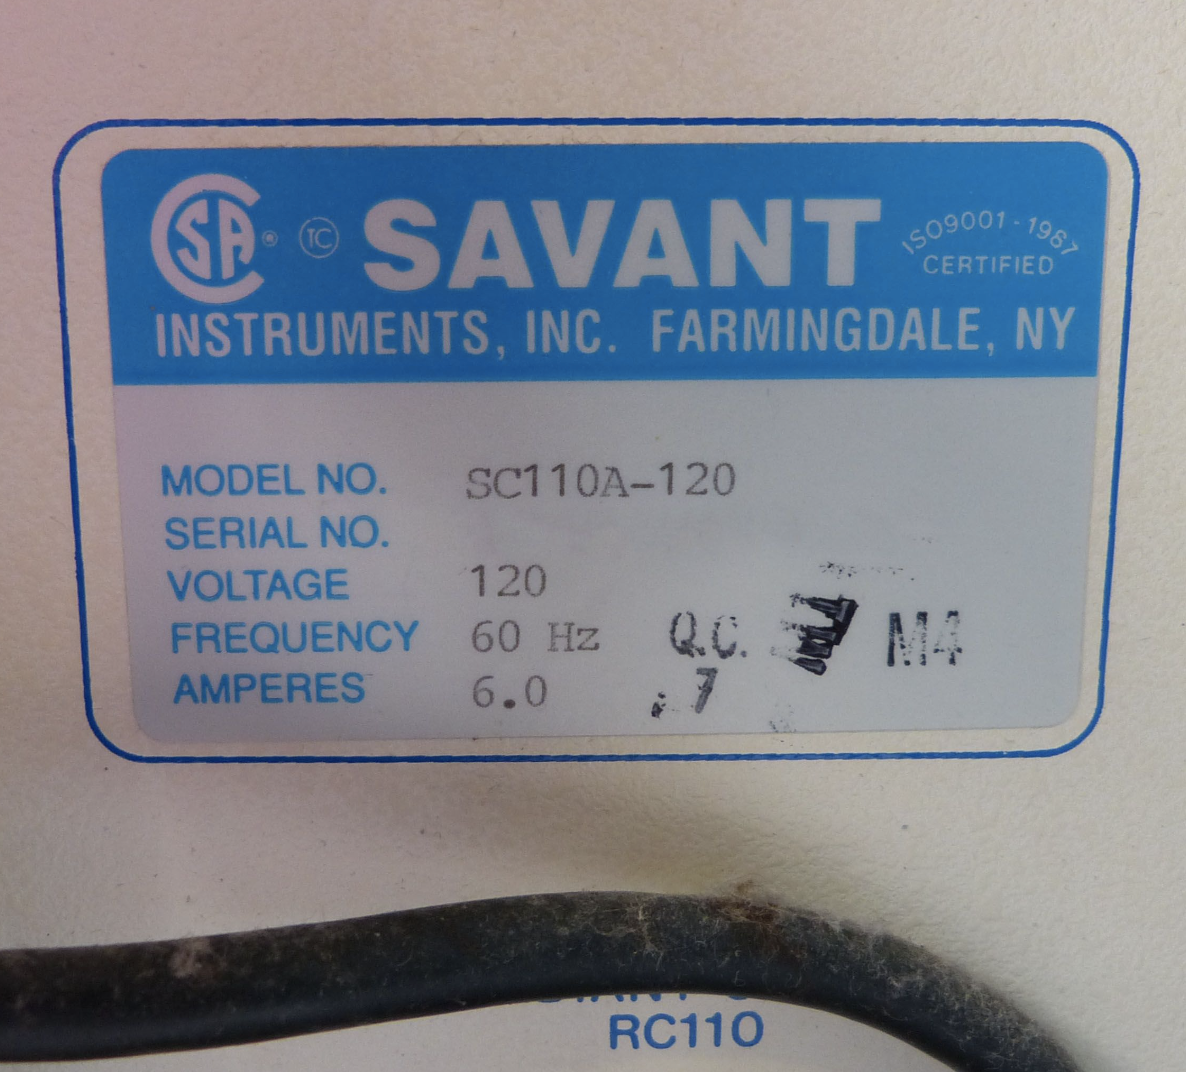 CSA® TC SAVANT ISO9001-1987 CERTIFIED
INSTRUMENTS, INC. FARMINGDALE, NY
MODEL NO. SC110A-120
SERIAL NO.
VOLTAGE 120
FREQUENCY 60 Hz Q.C. M4
AMPERES 6.0 7
RC110